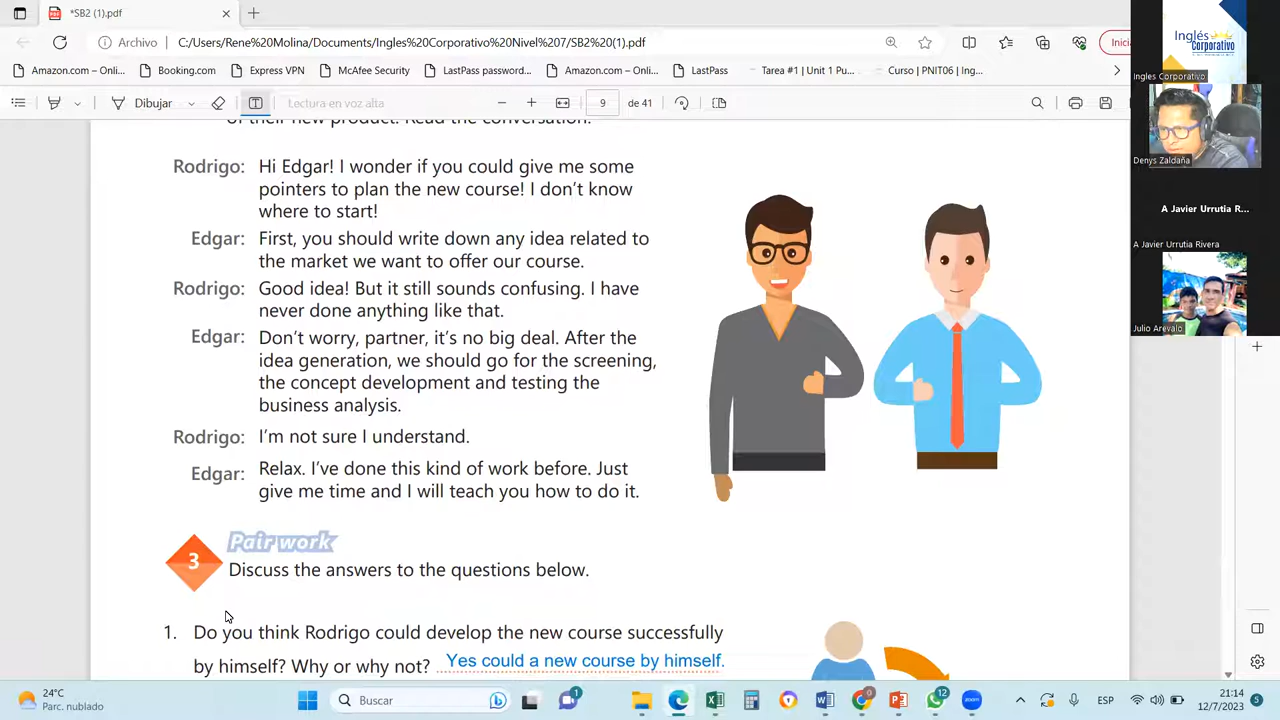 *SB2 (1).pdf
Archivo
C:/Users/Rene%20Molina/Documents/Ingles%20Corporativo%20Nivel%207/SB2%20(1).pdf
Inicia
Amazon.com – Onli...
Booking.com
Express VPN
McAfee Security
LastPass password...
Amazon.com – Onli...
LastPass
Tarea #1 | Unit 1 Pu...
Curso | PNIT06 | Ing...
Dibujar
Lectura en voz alta
9
de 41
of their new product. Read the conversation.
Rodrigo: Hi Edgar! I wonder if you could give me some
pointers to plan the new course! I don't know
where to start!
Edgar: First, you should write down any idea related to
the market we want to offer our course.
Rodrigo: Good idea! But it still sounds confusing. I have
never done anything like that.
Edgar: Don't worry, partner, it's no big deal. After the
idea generation, we should go for the screening,
the concept development and testing the
business analysis.
Rodrigo: I'm not sure I understand.
Edgar: Relax. I've done this kind of work before. Just
give me time and I will teach you how to do it.
3
Pair work
Discuss the answers to the questions below.
1. Do you think Rodrigo could develop the new course successfully
by himself? Why or why not? Yes could a new course by himself.
Inglés
Corporativo
Ingles Corporativo
Denys Zaldaña
A Javier Urrutia R...
A Javier Urrutia Rivera
Julio Arevalo
24°C
Parc. nublado
Buscar
1
0
12
zoom
ESP
21:14
12/7/2023
5